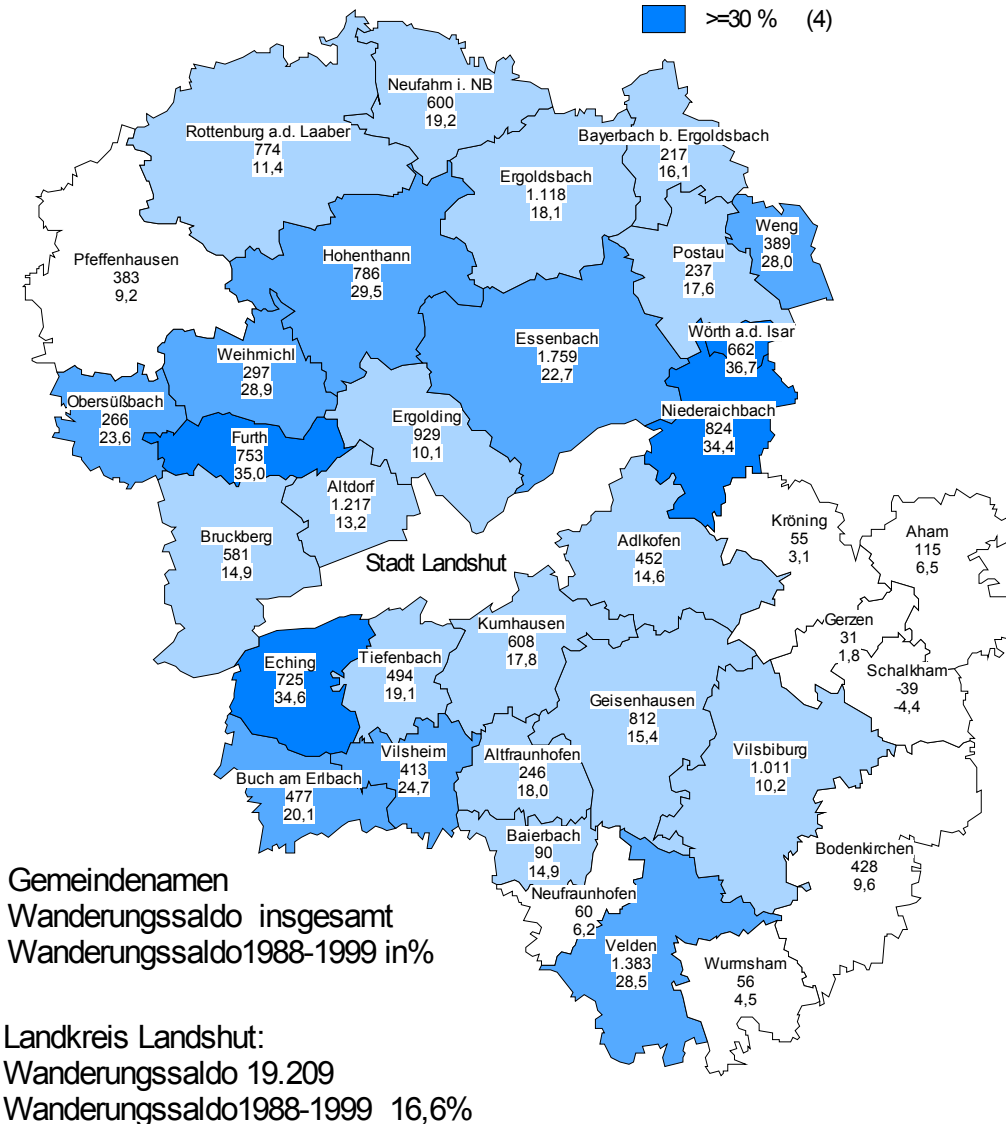 >=30 % (4)
Neufahrn i. NB
600
19,2
Rottenburg a.d. Laaber
774
11,4
Bayerbach b. Ergoldsbach
217
16,1
Ergoldsbach
1.118
18,1
Weng
389
28,0
Postau
237
17,6
Hohenthann
786
29,5
Pfeffenhausen
383
9,2
Wörth a.d. Isar
662
36,7
Essenbach
1.759
22,7
Weihmichl
297
28,9
Obersüßbach
266
23,6
Niederaichbach
824
34,4
Ergolding
929
10,1
Furth
753
35,0
Altdorf
1.217
13,2
Kröning
55
3,1
Aham
115
6,5
Bruckberg
581
14,9
Adlkofen
452
14,6
Stadt Landshut
Gerzen
31
1,8
Kumhausen
608
17,8
Eching
725
34,6
Tiefenbach
494
19,1
Schalkham
-39
-4,4
Geisenhausen
812
15,4
Vilsbiburg
1.011
10,2
Vilsheim
413
24,7
Altfraunhofen
246
18,0
Buch am Erlbach
477
20,1
Baierbach
90
14,9
Bodenkirchen
428
9,6
Neufraunhofen
60
6,2
Velden
1.383
28,5
Wurmsham
56
4,5
Gemeindenamen
Wanderungssaldo insgesamt
Wanderungssaldo1988-1999 in%
Landkreis Landshut:
Wanderungssaldo 19.209
Wanderungssaldo1988-1999 16,6%